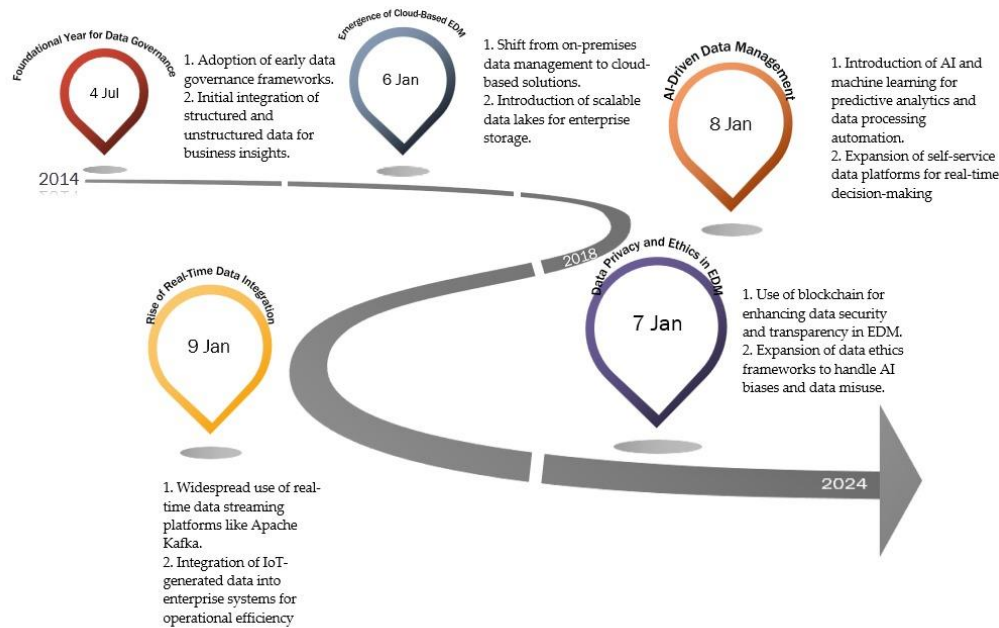 Foundational Year for Data Governance
4 Jul
1. Adoption of early data
governance frameworks.
2. Initial integration of
structured and
unstructured data for
business insights.
Emergence of Cloud-Based EDM
6 Jan
1. Shift from on-premises
data management to cloud-
based solutions.
2. Introduction of scalable
data lakes for enterprise
storage.
AI-Driven Data Management
8 Jan
1. Introduction of AI and
machine learning for
predictive analytics and
data processing
automation.
2. Expansion of self-service
data platforms for real-time
decision-making
2014
2018
Rise of Real-Time Data Integration
9 Jan
1. Widespread use of real-
time data streaming
platforms like Apache
Kafka.
2. Integration of IoT-
generated data into
enterprise systems for
operational efficiency
Data Privacy and Ethics in EDM
7 Jan
1. Use of blockchain for
enhancing data security
and transparency in EDM.
2. Expansion of data ethics
frameworks to handle AI
biases and data misuse.
2024